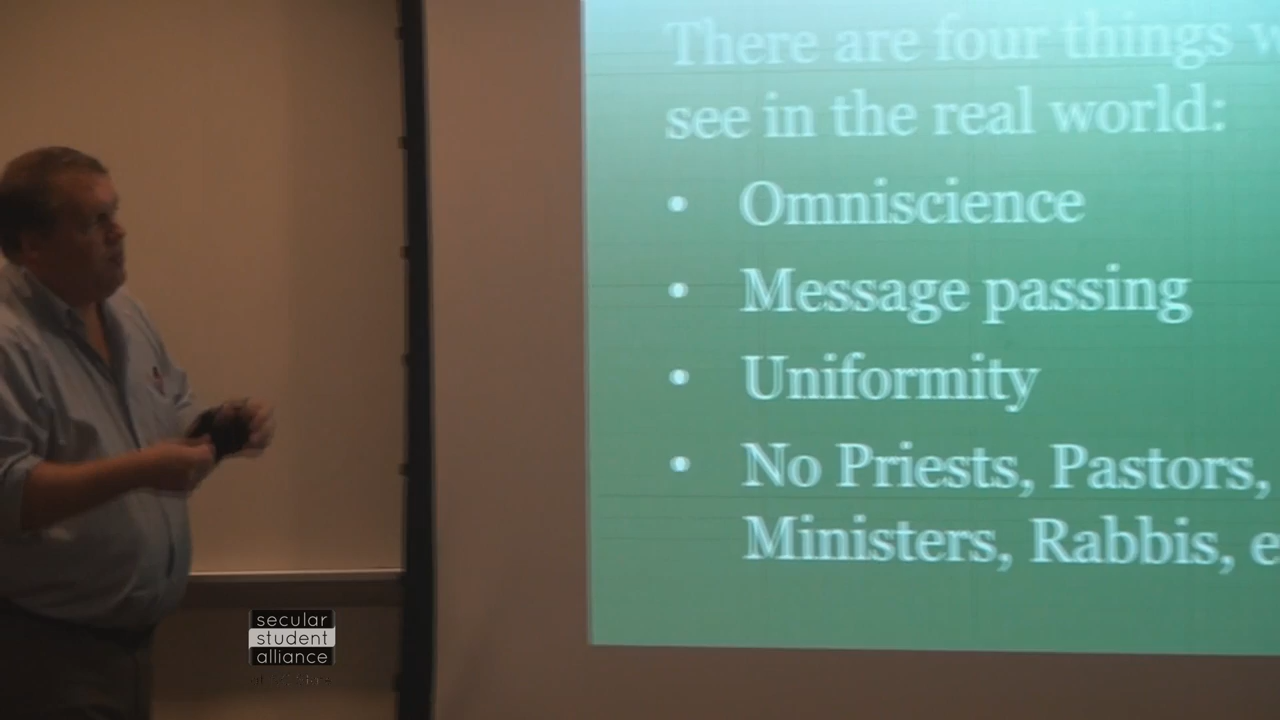 There are four things
see in the real world:
• Omniscience
• Message passing
• Uniformity
• No Priests, Pastors,
Ministers, Rabbis,
secular
student
alliance